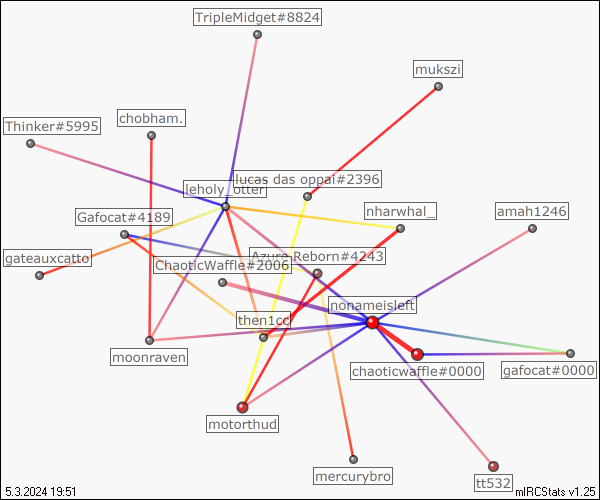 TripleMidget#8824
mukszi
chobham.
Thinker#5995
lucas das oppai#2396
leholy_otter
nharwhal_
amah1246
Gafocat#4189
gateauxcatto
Azure Reborn#4243
ChaoticWaffle#2006
nonameisleft
then1cc
moonraven
chaoticwaffle#0000
gafocat#0000
motorthud
mercurybro
tt532
5.3.2024 19:51
mIRCStats v1.25